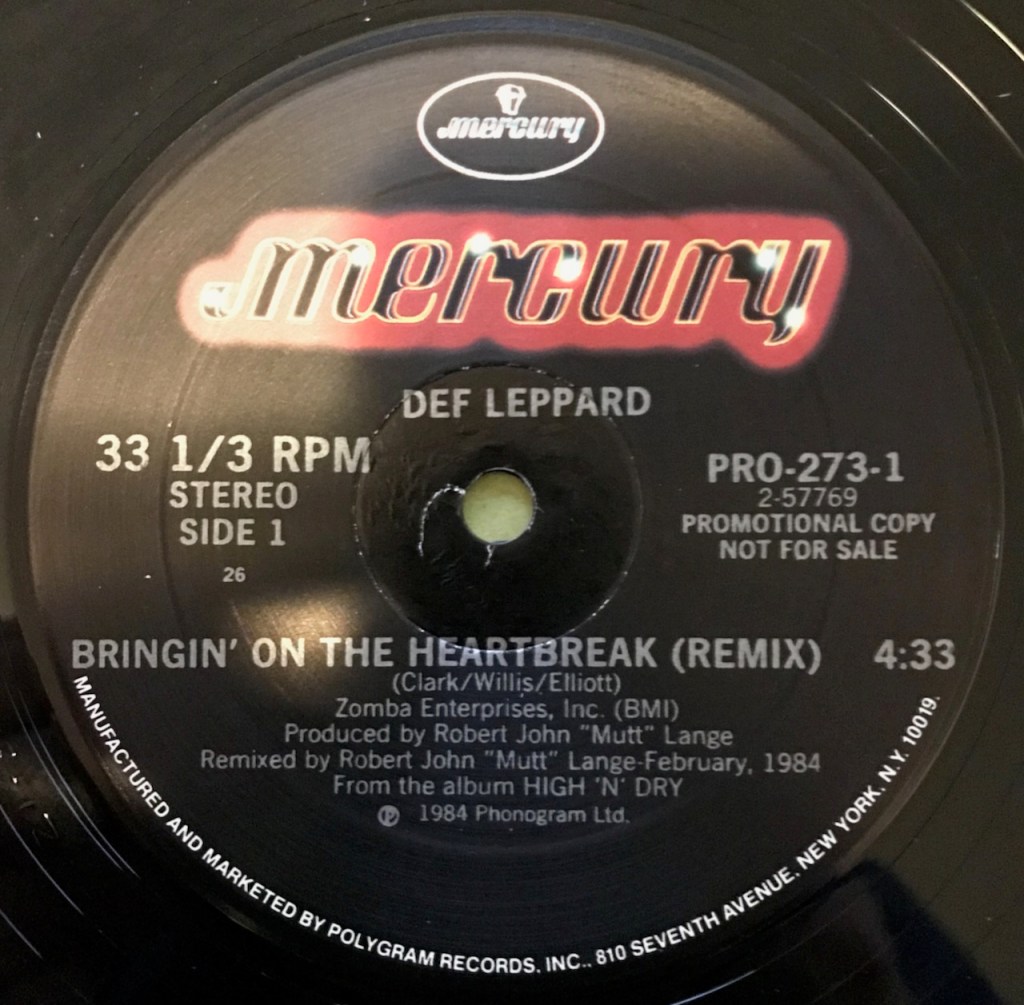 mercury
mercury
DEF LEPPARD
33 1/3 RPM
STEREO
SIDE 1
26
PRO-273-1
2-57769
PROMOTIONAL COPY
NOT FOR SALE
BRINGIN' ON THE HEARTBREAK (REMIX) 4:33
(Clark/Willis/Elliott)
Zomba Enterprises, Inc. (BMI)
Produced by Robert John "Mutt" Lange
Remixed by Robert John "Mutt" Lange-February, 1984
From the album HIGH 'N' DRY
℗ 1984 Phonogram Ltd.
MANUFACTURED AND MARKETED BY POLYGRAM RECORDS, INC., 810 SEVENTH AVENUE, NEW YORK, N.Y. 10019.